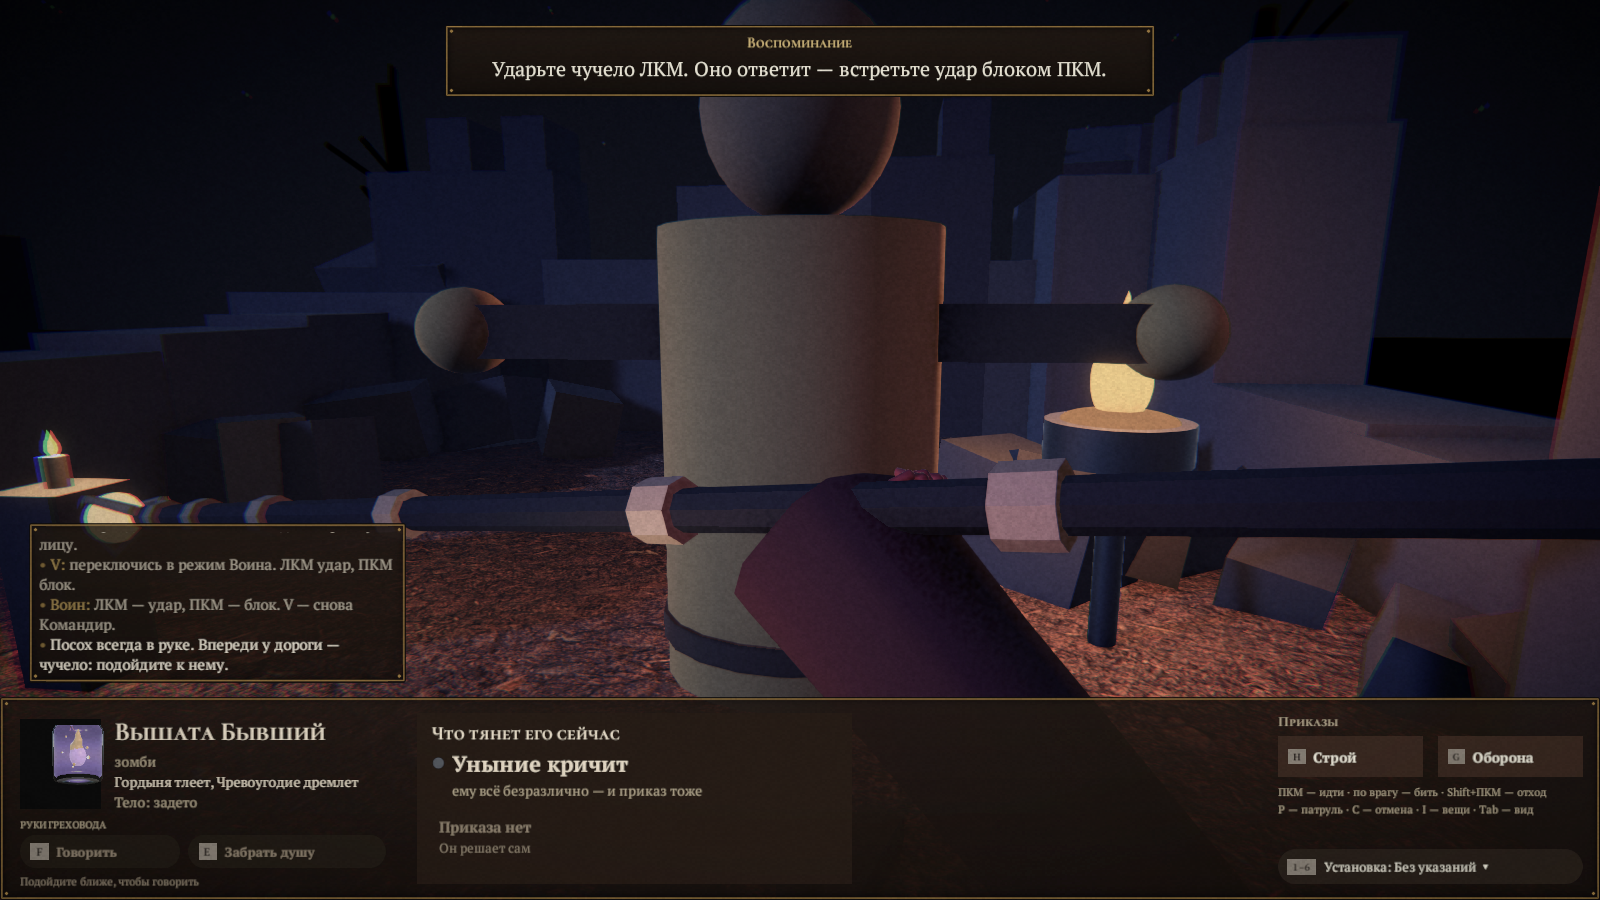 Воспоминание
Ударьте чучело ЛКМ. Оно ответит — встретьте удар блоком ПКМ.
лицу.
• V: переключись в режим Воина. ЛКМ удар, ПКМ
блок.
• Воин: ЛКМ — удар, ПКМ — блок. V — снова
Командир.
• Посох всегда в руке. Впереди у дороги —
чучело: подойдите к нему.
Вышата Бывший
зомби
Гордыня тлеет, Чревоугодие дремлет
Тело: задето
РУКИ ГРЕХОВОДА
F Говорить
E Забрать душу
Подойдите ближе, чтобы говорить
Что тянет его сейчас
Уныние кричит
ему всё безразлично — и приказ тоже
Приказа нет
Он решает сам
Приказы
H Строй
G Оборона
ПКМ — идти · по врагу — бить · Shift+ПКМ — отход
P — патруль · C — отмена · I — вещи · Tab — вид
1–6 Установка: Без указаний ▾